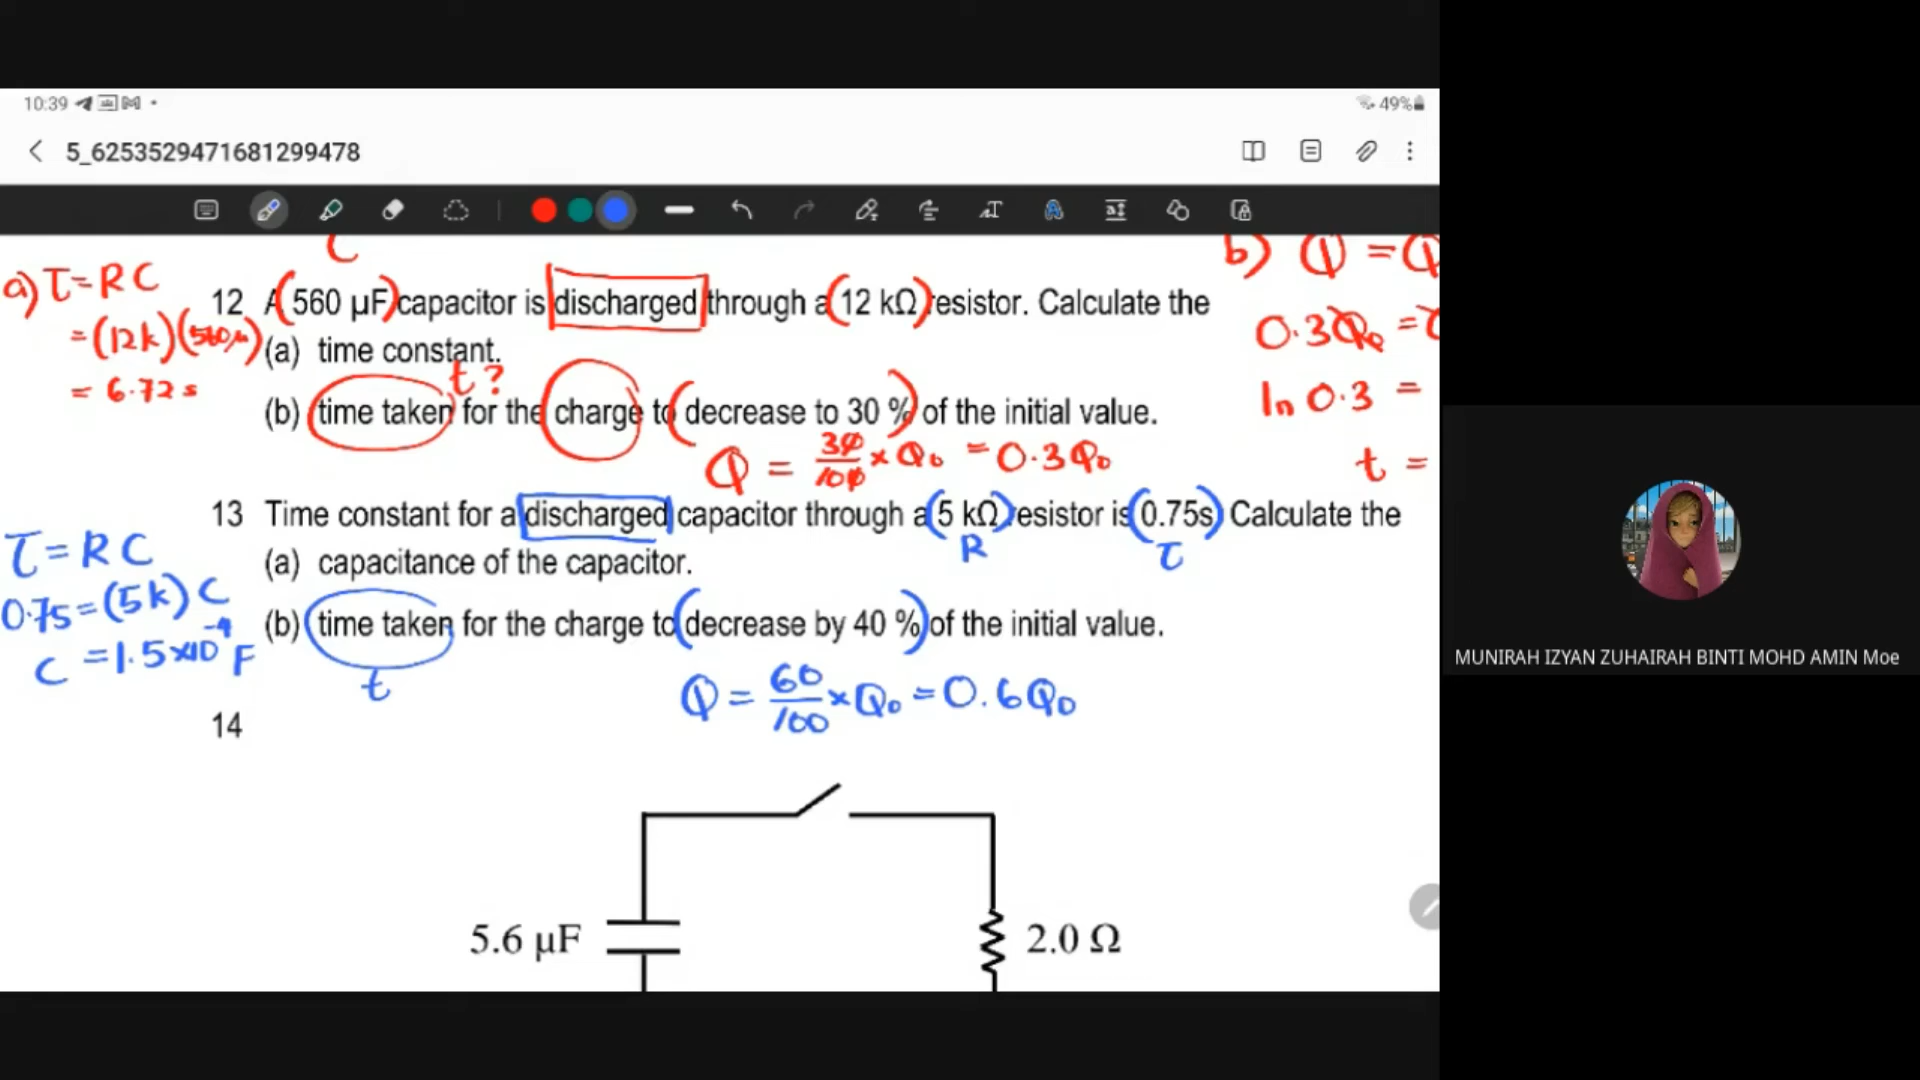 10:39
49%
5_6253529471681299478
a) τ = RC
= (12k)(560μ)
= 6.72 s
C
12 A 560 μF capacitor is discharged through a 12 kΩ resistor. Calculate the
(a) time constant.
t?
(b) time taken for the charge to decrease to 30 % of the initial value.
Q = 30/100 × Q₀ = 0.3Q₀
b) Q = Q
0.3Q₀ =
ln 0.3 =
t =
13 Time constant for a discharged capacitor through a 5 kΩ resistor is 0.75s. Calculate the
R τ
(a) capacitance of the capacitor.
(b) time taken for the charge to decrease by 40 % of the initial value.
t
Q = 60/100 × Q₀ = 0.6Q₀
τ = RC
0.75 = (5k) C
C = 1.5×10⁻⁴ F
14
5.6 μF
2.0 Ω
MUNIRAH IZYAN ZUHAIRAH BINTI MOHD AMIN Moe